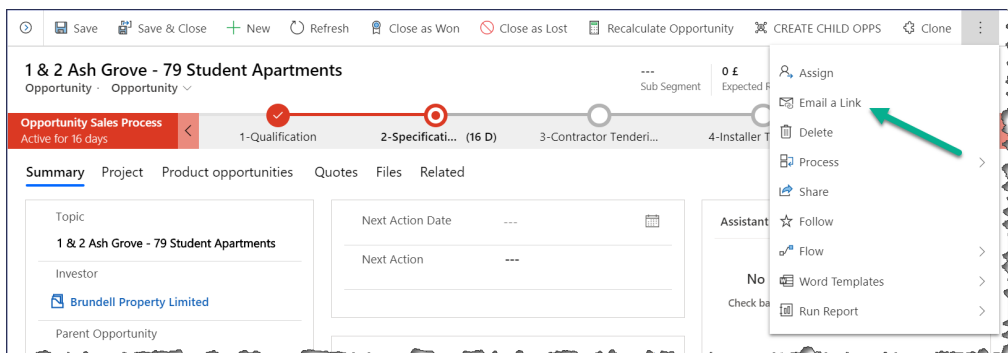 Save Save & Close New Refresh Close as Won Close as Lost Recalculate Opportunity CREATE CHILD OPPS Clone
1 & 2 Ash Grove - 79 Student Apartments
Opportunity · Opportunity
---
Sub Segment
0 £
Expected
Opportunity Sales Process
Active for 16 days
1-Qualification
2-Specificati... (16 D)
3-Contractor Tenderi...
4-Installer T
Summary Project Product opportunities Quotes Files Related
Topic
1 & 2 Ash Grove - 79 Student Apartments
Investor
Brundell Property Limited
Parent Opportunity
Next Action Date ---
Next Action ---
Assistant
No
Check ba
Assign
Email a Link
Delete
Process
Share
Follow
Flow
Word Templates
Run Report